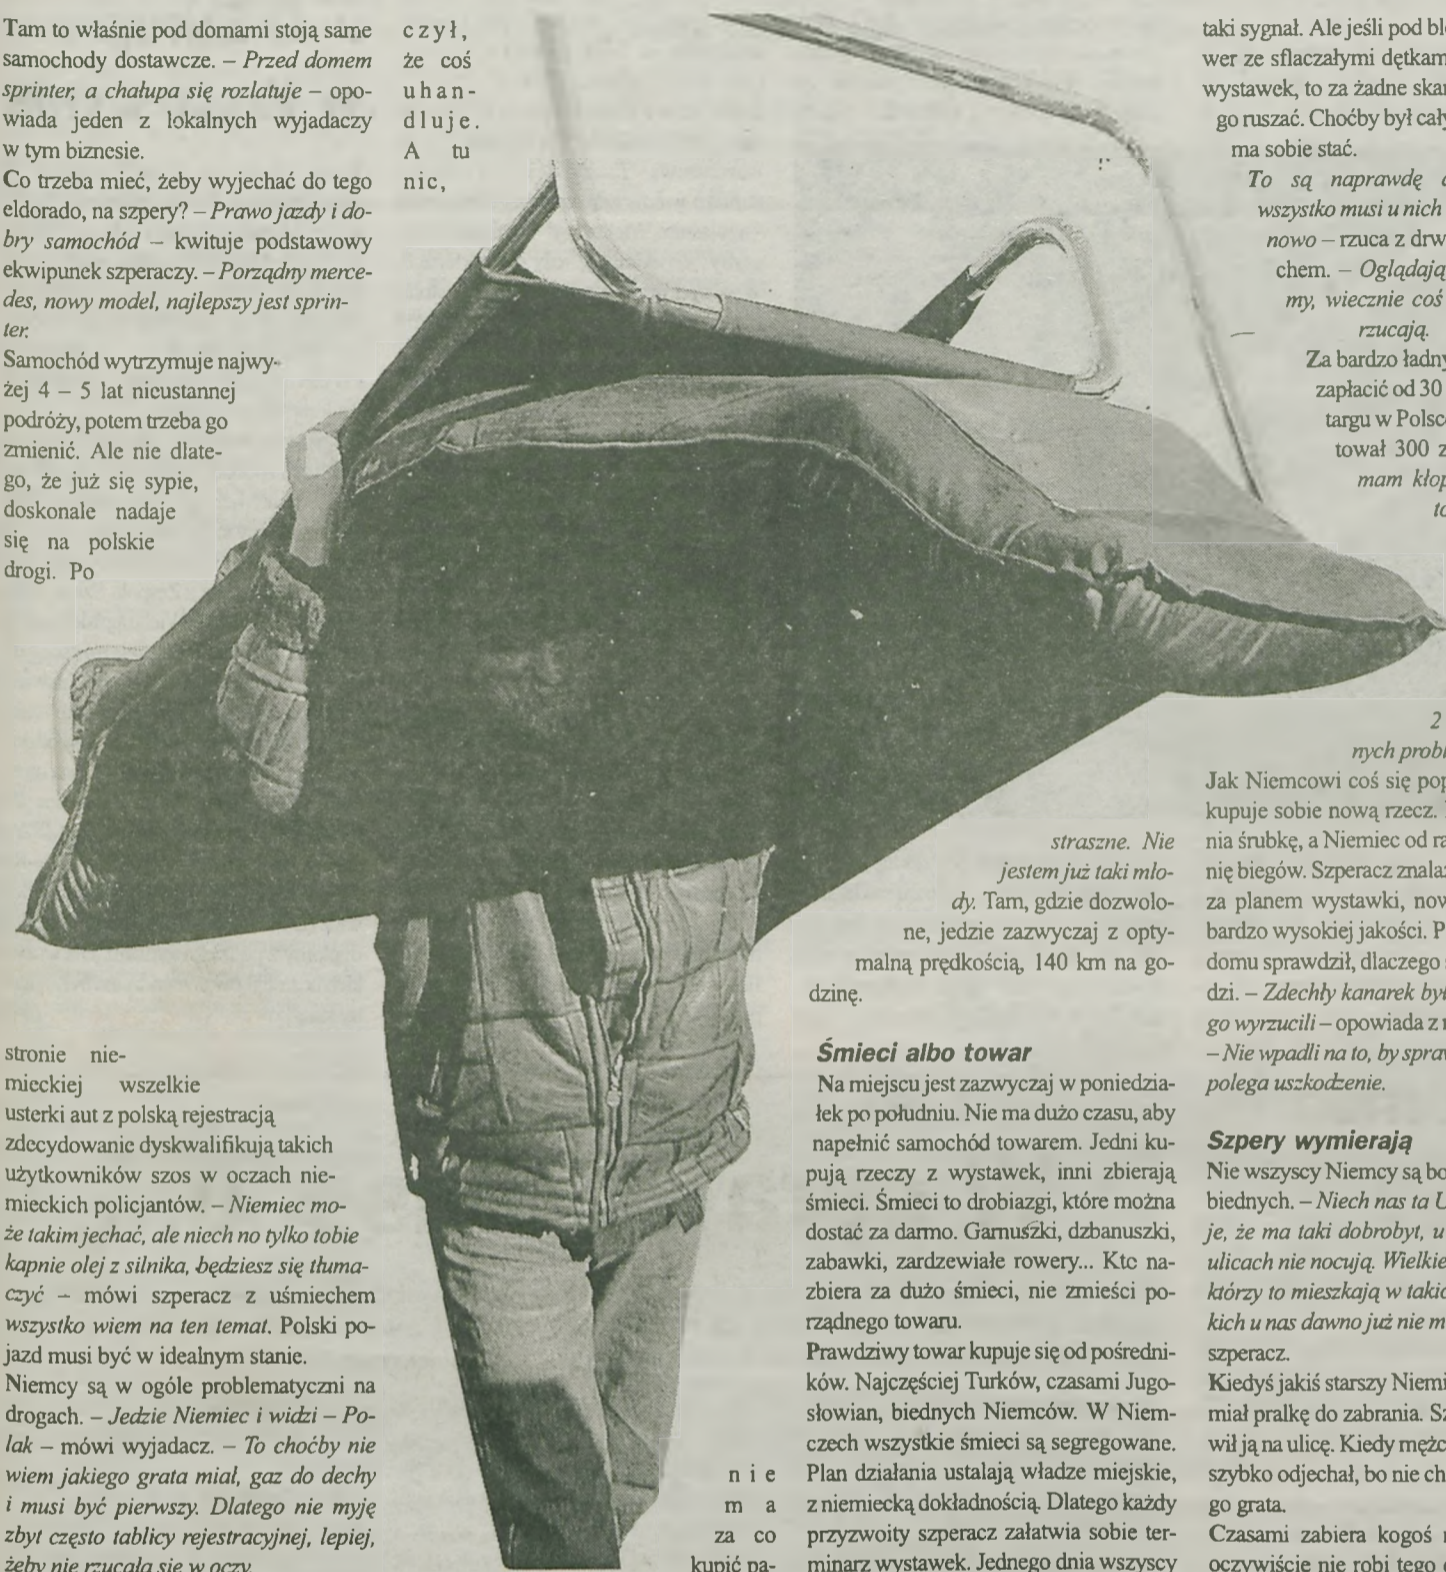 Tam to właśnie pod domami stoją same
samochody dostawcze. – Przed domem
sprinter, a chałupa się rozlatuje – opo-
wiada jeden z lokalnych wyjadaczy
w tym biznesie.
Co trzeba mieć, żeby wyjechać do tego
eldorado, na szpery? – Prawo jazdy i do-
bry samochód – kwituje podstawowy
ekwipunek szperaczy. – Porządny merce-
des, nowy model, najlepszy jest sprin-
ter.
Samochód wytrzymuje najwy-
żej 4 – 5 lat nieustannej
podróży, potem trzeba go
zmienić. Ale nie dlate-
go, że już się sypie,
doskonale nadaje
się na polskie
drogi. Po
stronie nie-
mieckiej wszelkie
usterki aut z polską rejestracją
zdecydowanie dyskwalifikują takich
użytkowników szos w oczach nie-
mieckich policjantów. – Niemiec mo-
że takim jechać, ale niech no tylko tobie
kapnie olej z silnika, będziesz się tłuma-
czyć – mówi szperacz z uśmiechem
wszystko wiem na ten temat. Polski po-
jazd musi być w idealnym stanie.
Niemcy są w ogóle problematyczni na
drogach. – Jedzie Niemiec i widzi – Po-
lak – mówi wyjadacz. – To choćby nie
wiem jakiego grata miał, gaz do dechy
i musi być pierwszy. Dlatego nie myję
zbyt często tablicy rejestracyjnej, lepiej,
żeby nie rzucała się w oczy
czył,
że coś
uhan-
dluje.
A tu
nic,
nie
ma
za co
kupić pa-
straszne. Nie
jestem już taki mło-
dy. Tam, gdzie dozwolo-
ne, jedzie zazwyczaj z opty-
malną prędkością, 140 km na go-
dzinę.
Śmieci albo towar
Na miejscu jest zazwyczaj w poniedzia-
łek po południu. Nie ma dużo czasu, aby
napełnić samochód towarem. Jedni ku-
pują rzeczy z wystawek, inni zbierają
śmieci. Śmieci to drobiazgi, które można
dostać za darmo. Garnuszki, dzbanuszki,
zabawki, zardzewiałe rowery... Kto na-
zbiera za dużo śmieci, nie zmieści po-
rządnego towaru.
Prawdziwy towar kupuje się od pośredni-
ków. Najczęściej Turków, czasami Jugo-
słowian, biednych Niemców. W Niem-
czech wszystkie śmieci są segregowane.
Plan działania ustalają władze miejskie,
z niemiecką dokładnością. Dlatego każdy
przyzwoity szperacz załatwia sobie ter-
minarz wystawek. Jednego dnia wszyscy
taki sygnał. Ale jeśli pod bl
wer ze sflaczałymi dętkam
wystawek, to za żadne skar
go ruszać. Choćby był cały
ma sobie stać.
To są naprawdę
wszystko musi u nich
nowo – rzuca z drw
chem. – Oglądają
my, wiecznie coś
rzucają.
Za bardzo ładny
zapłacić od 30
targu w Polsc
tował 300 z
mam kłop
to
2
nych probl
Jak Niemcowi coś się pop
kupuje sobie nową rzecz.
nia śrubkę, a Niemiec od ra
nię biegów. Szperacz znalaz
za planem wystawki, now
bardzo wysokiej jakości. P
domu sprawdził, dlaczego
dzi. – Zdechły kanarek był
go wyrzucili – opowiada z
– Nie wpadli na to, by spraw
polega uszkodzenie.
Szpery wymierają
Nie wszyscy Niemcy są bo
biednych. – Niech nas ta U
je, że ma taki dobrobyt, u
ulicach nie nocują. Wielkie
którzy to mieszkają w takic
kich u nas dawno już nie m
szperacz.
Kiedyś jakiś starszy Niemi
miał pralkę do zabrania. Sz
wił ją na ulicę. Kiedy mężc
szybko odjechał, bo nie ch
go grata.
Czasami zabiera kogoś
oczywiście nie robi tego